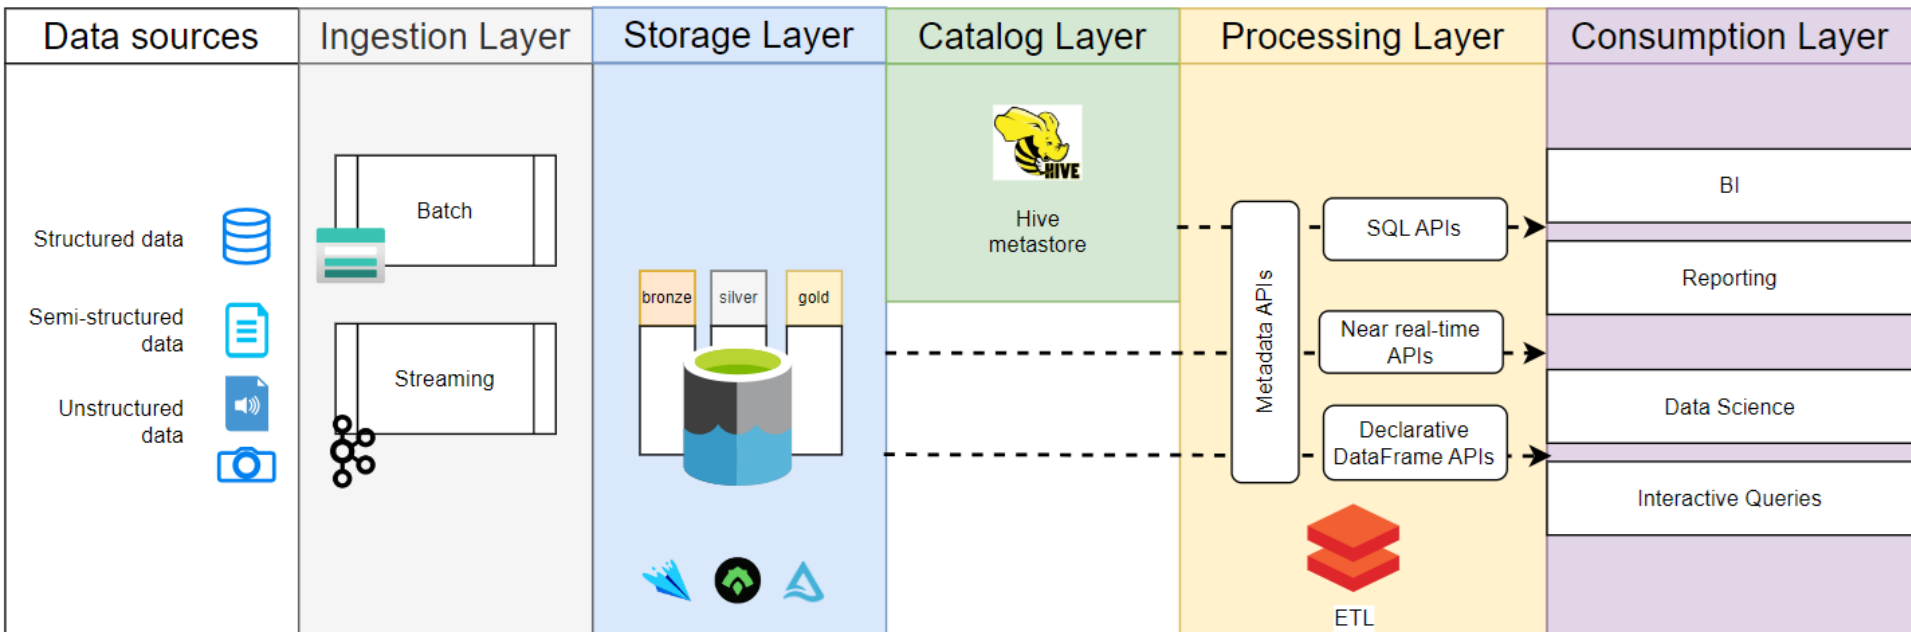 Data sources
Ingestion Layer
Storage Layer
Catalog Layer
Processing Layer
Consumption Layer
Structured data
Semi-structured
data
Unstructured
data
Batch
Streaming
bronze
silver
gold
HIVE
Hive
metastore
Metadata APIs
SQL APIs
Near real-time
APIs
Declarative
DataFrame APIs
ETL
BI
Reporting
Data Science
Interactive Queries